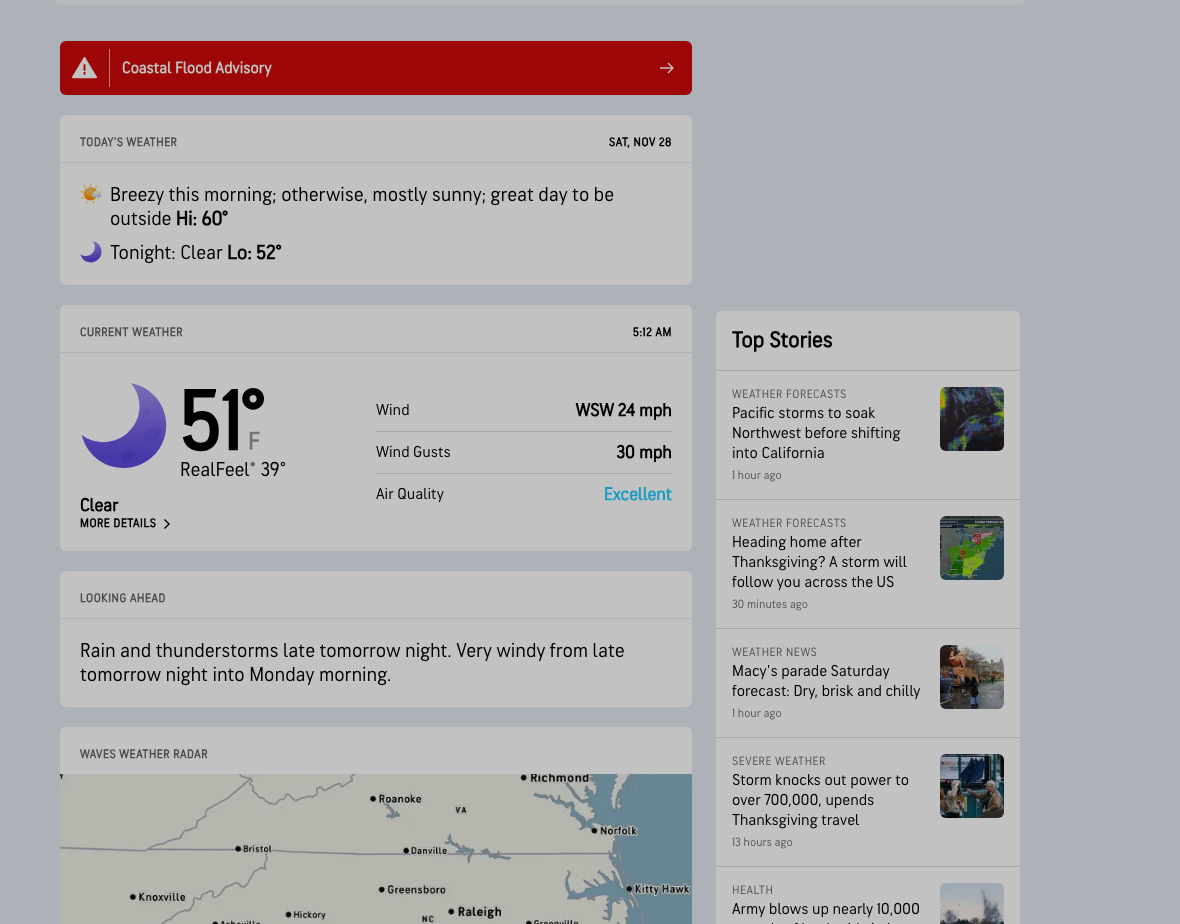 Coastal Flood Advisory
TODAY'S WEATHER
SAT, NOV 28
Breezy this morning; otherwise, mostly sunny; great day to be
outside Hi: 60°
Tonight: Clear Lo: 52°
CURRENT WEATHER
5:12 AM
51°F
RealFeel® 39°
Clear
MORE DETAILS
Wind
WSW 24 mph
Wind Gusts
30 mph
Air Quality
Excellent
LOOKING AHEAD
Rain and thunderstorms late tomorrow night. Very windy from late
tomorrow night into Monday morning.
WAVES WEATHER RADAR
Richmond
Roanoke
VA
Norfolk
Bristol
Danville
Knoxville
Greensboro
Kitty Hawk
Hickory
NC
Raleigh
Top Stories
WEATHER FORECASTS
Pacific storms to soak
Northwest before shifting
into California
1 hour ago
WEATHER FORECASTS
Heading home after
Thanksgiving? A storm will
follow you across the US
30 minutes ago
WEATHER NEWS
Macy's parade Saturday
forecast: Dry, brisk and chilly
1 hour ago
SEVERE WEATHER
Storm knocks out power to
over 700,000, upends
Thanksgiving travel
13 hours ago
HEALTH
Army blows up nearly 10,000